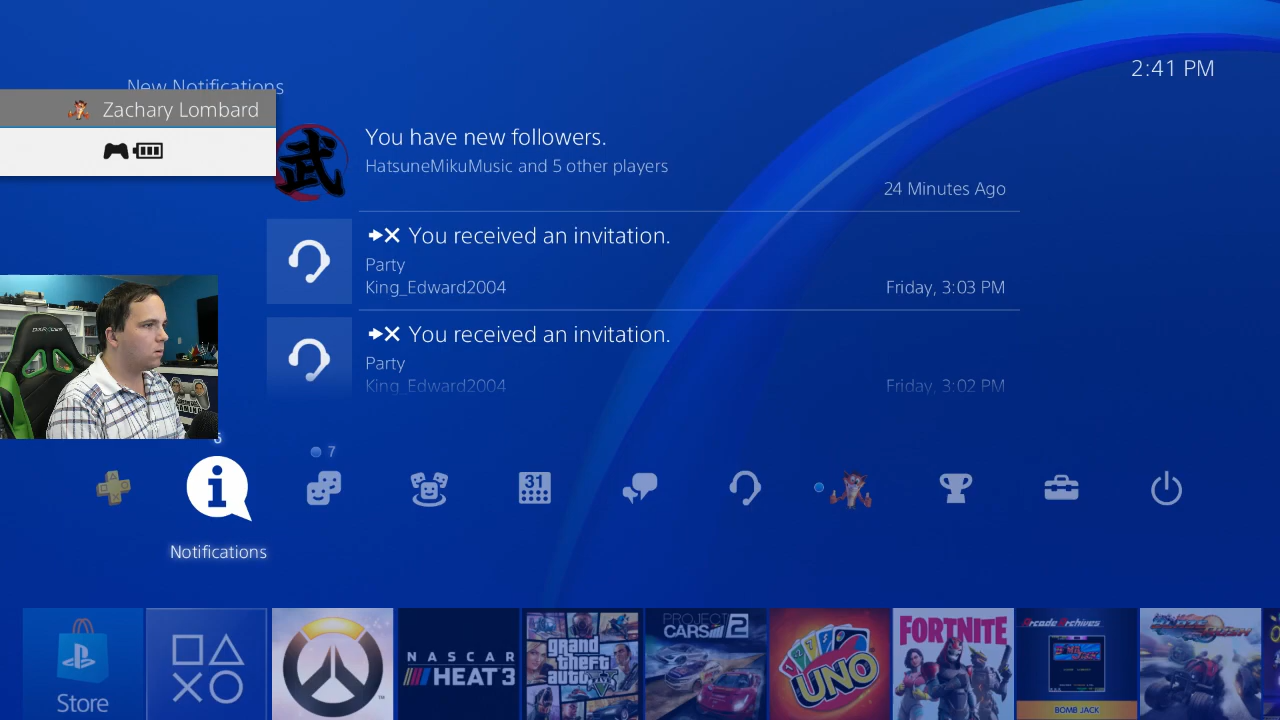 New Notifications
2:41 PM
Zachary Lombard
You have new followers.
HatsuneMikuMusic and 5 other players
24 Minutes Ago
武
You received an invitation.
Party
King_Edward2004
Friday, 3:03 PM
You received an invitation.
Party
King_Edward2004
Friday, 3:02 PM
6
7
31
Notifications
Store
NASCAR
HEAT 3
grand
theft
auto
V
PROJECT
CARS 2
UNO
FORTNITE
Arcade Archives
BOMB JACK